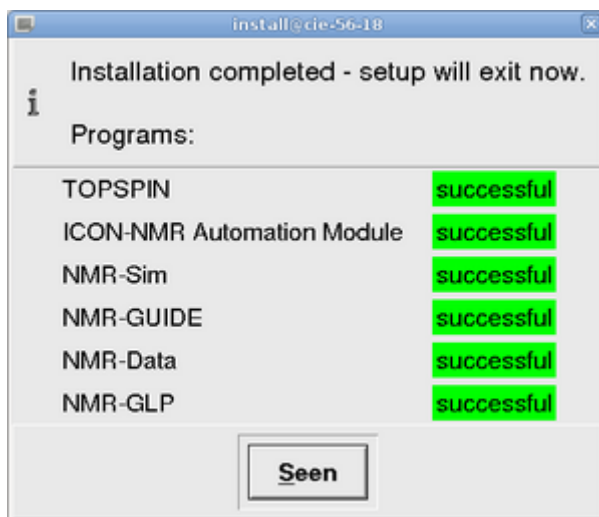 install@cie-56-18
Installation completed - setup will exit now.
Programs:
TOPSPIN successful
ICON-NMR Automation Module successful
NMR-Sim successful
NMR-GUIDE successful
NMR-Data successful
NMR-GLP successful
Seen